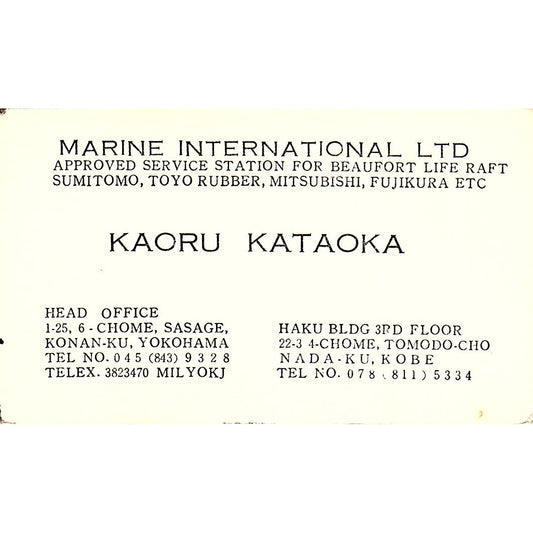 MARINE INTERNATIONAL LTD
APPROVED SERVICE STATION FOR BEAUFORT LIFE RAFT
SUMITOMO, TOYO RUBBER, MITSUBISHI, FUJIKURA ETC
KAORU KATAOKA
HEAD OFFICE
1-25, 6-CHOME, SASAGE,
KONAN-KU, YOKOHAMA
TEL NO. 045 (843) 9328
TELEX. 3823470 MILYOKJ
HAKU BLDG 3RD FLOOR
22-3 4-CHOME, TOMODO-CHO
NADA-KU, KOBE
TEL NO. 078 (811) 5334